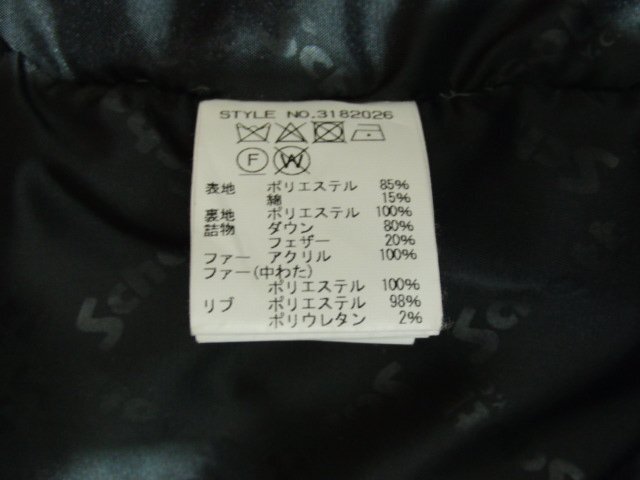 STYLE NO.3182026
F W
表地 ポリエステル 85%
綿 15%
裏地 ポリエステル 100%
詰物 ダウン 80%
フェザー 20%
ファー アクリル 100%
ファー(中わた)
ポリエステル 100%
リブ ポリエステル 98%
ポリウレタン 2%